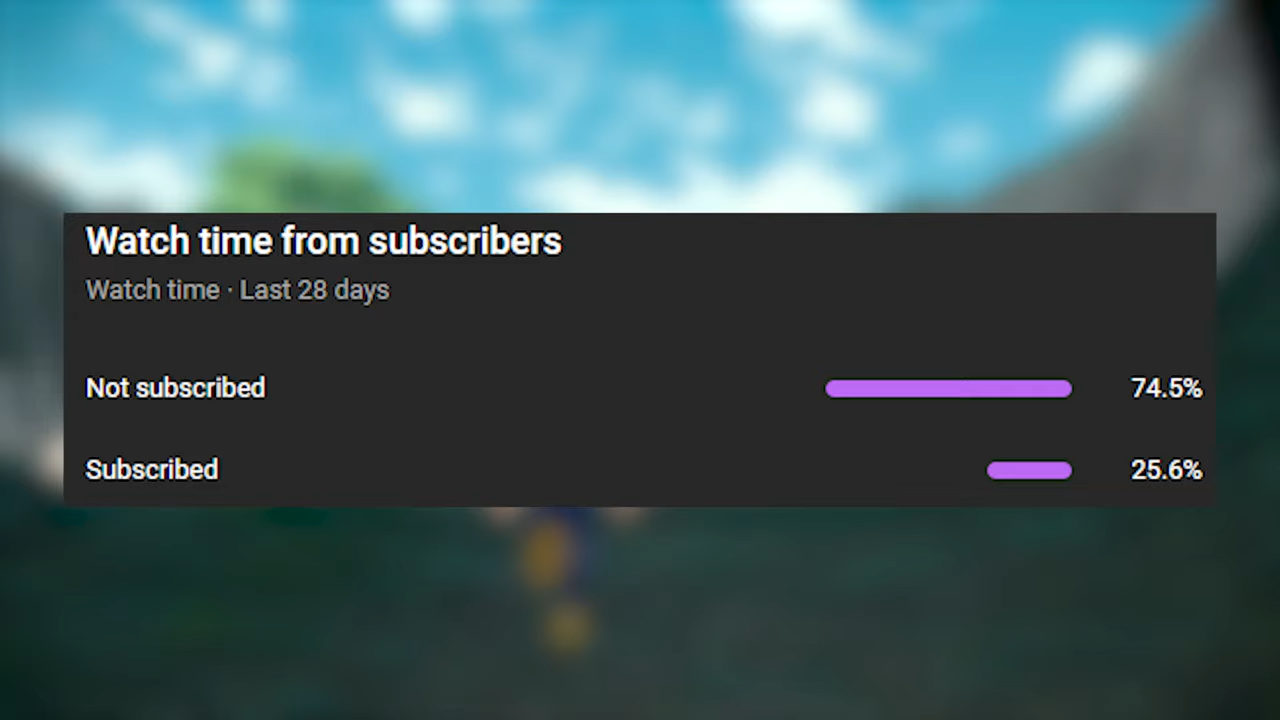 Watch time from subscribers
Watch time · Last 28 days
Not subscribed 74.5%
Subscribed 25.6%